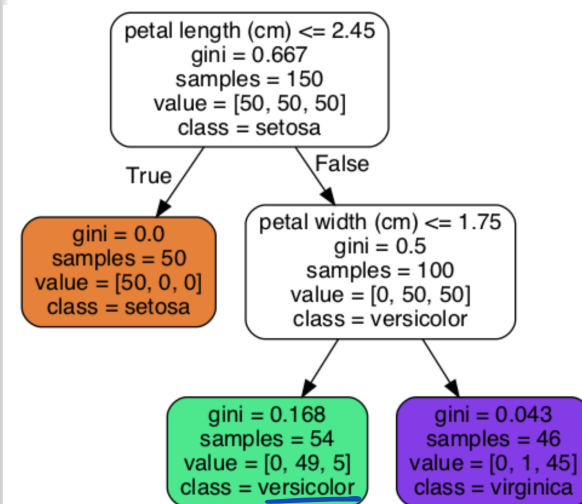 petal length (cm) <= 2.45
gini = 0.667
samples = 150
value = [50, 50, 50]
class = setosa
True
False
gini = 0.0
samples = 50
value = [50, 0, 0]
class = setosa
petal width (cm) <= 1.75
gini = 0.5
samples = 100
value = [0, 50, 50]
class = versicolor
gini = 0.168
samples = 54
value = [0, 49, 5]
class = versicolor
gini = 0.043
samples = 46
value = [0, 1, 45]
class = virginica